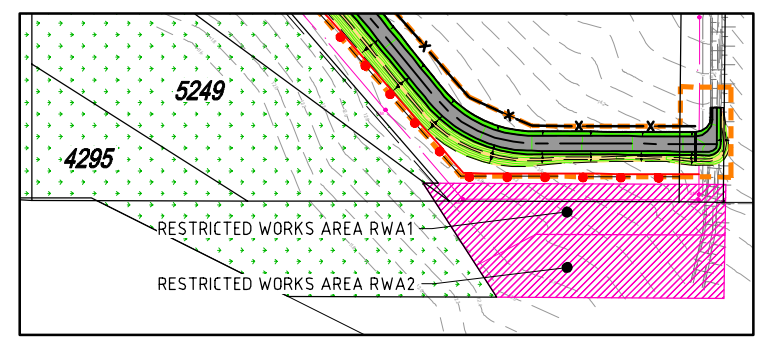 5249
4295
RESTRICTED WORKS AREA RWA1
RESTRICTED WORKS AREA RWA2